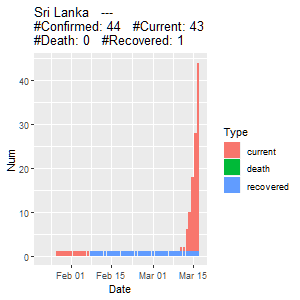 Sri Lanka   ---
#Confirmed: 44   #Current: 43
#Death: 0   #Recovered: 1
Num
40
30
20
10
0
Feb 01
Feb 15
Mar 01
Mar 15
Date
Type
current
death
recovered